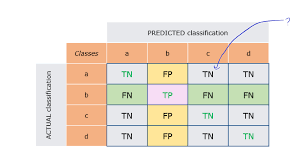 ?
PREDICTED classification
Classes a b c d
ACTUAL classification
a TN FP TN TN
b FN TP FN FN
c TN FP TN TN
d TN FP TN TN